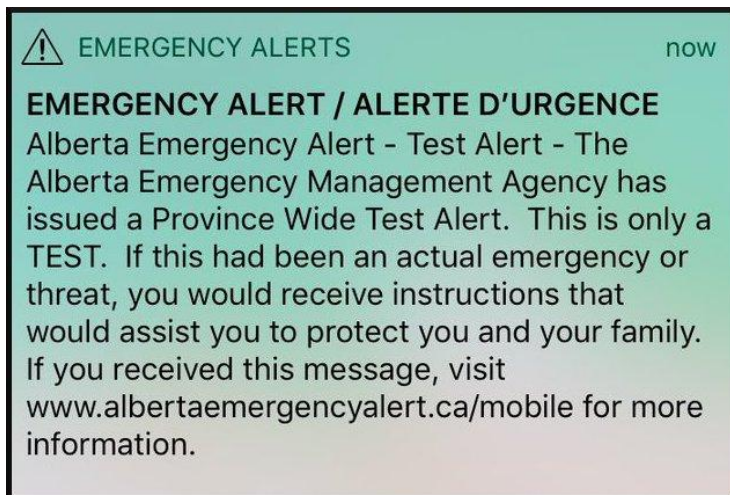 EMERGENCY ALERTS now
EMERGENCY ALERT / ALERTE D'URGENCE
Alberta Emergency Alert - Test Alert - The
Alberta Emergency Management Agency has
issued a Province Wide Test Alert.  This is only a
TEST.  If this had been an actual emergency or
threat, you would receive instructions that
would assist you to protect you and your family.
If you received this message, visit
www.albertaemergencyalert.ca/mobile for more
information.